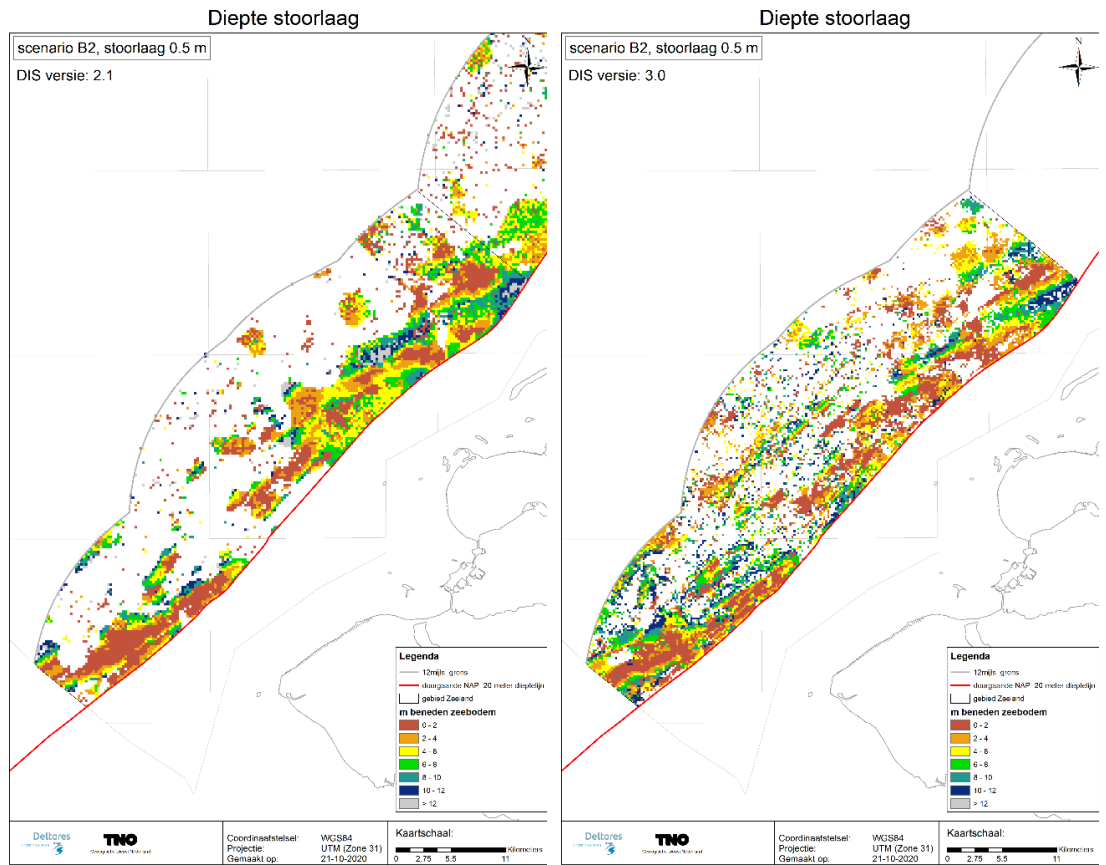 Diepte stoorlaag
scenario B2, stoorlaag 0.5 m
DIS versie: 2.1
N
Legenda
12mijls grens
doorgaande NAP -20 meter dieptelijn
gebied Zeeland
m beneden zeebodem
0 - 2
2 - 4
4 - 6
6 - 8
8 - 10
10 - 12
> 12
Deltares
TNO
Coordinaatstelsel: WGS84
Projectie: UTM (Zone 31)
Gemaakt op: 21-10-2020
Kaartschaal:
Kilometers
0 2.75 5.5 11
Diepte stoorlaag
scenario B2, stoorlaag 0.5 m
DIS versie: 3.0
N
Legenda
12mijls grens
doorgaande NAP -20 meter dieptelijn
gebied Zeeland
m beneden zeebodem
0 - 2
2 - 4
4 - 6
6 - 8
8 - 10
10 - 12
> 12
Deltares
TNO
Coordinaatstelsel: WGS84
Projectie: UTM (Zone 31)
Gemaakt op: 21-10-2020
Kaartschaal:
Kilometers
0 2.75 5.5 11